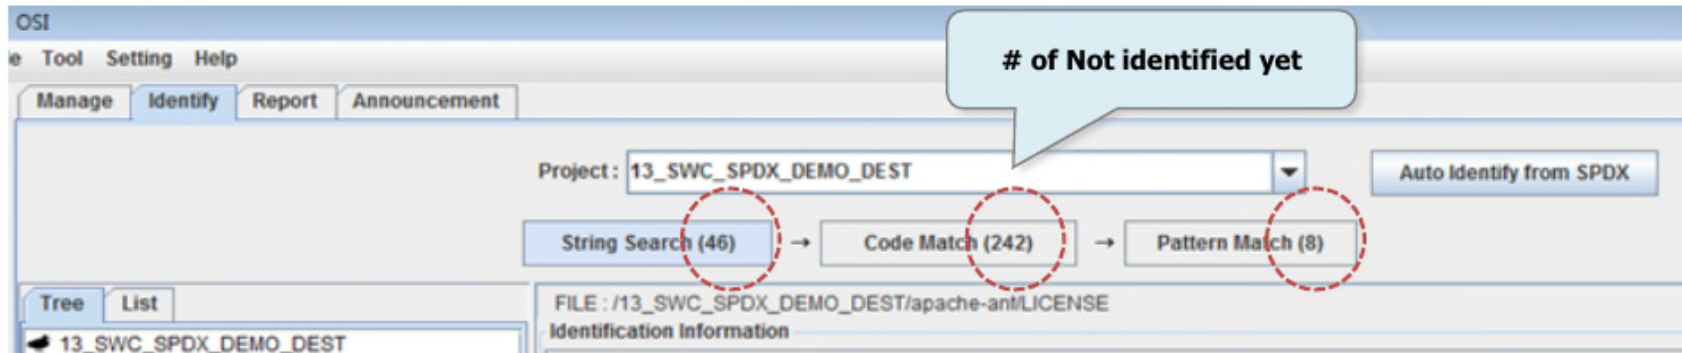 OSI
e Tool Setting Help
# of Not identified yet
Manage Identify Report Announcement
Project : 13_SWC_SPDX_DEMO_DEST Auto Identify from SPDX
String Search (46) → Code Match (242) → Pattern Match (8)
Tree List
FILE : /13_SWC_SPDX_DEMO_DEST/apache-ant/LICENSE
Identification Information
13_SWC_SPDX_DEMO_DEST